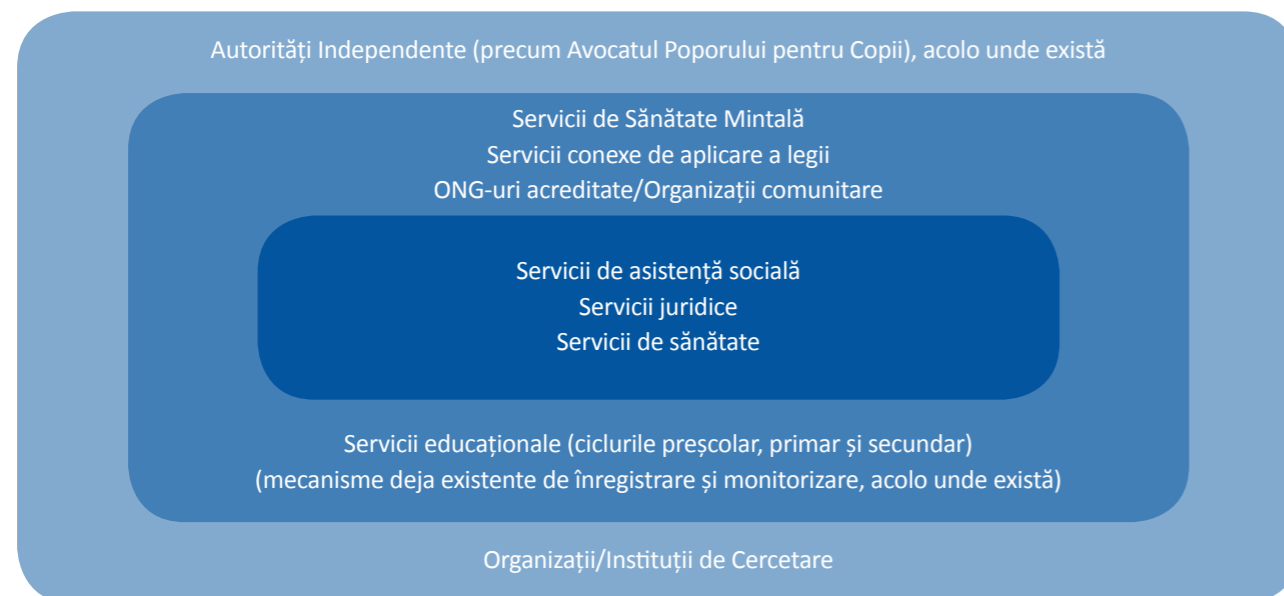 Autorități Independente (precum Avocatul Poporului pentru Copii), acolo unde există
Servicii de Sănătate Mintală
Servicii conexe de aplicare a legii
ONG-uri acreditate/Organizații comunitare
Servicii de asistență socială
Servicii juridice
Servicii de sănătate
Servicii educaționale (ciclurile preșcolar, primar și secundar)
(mecanisme deja existente de înregistrare și monitorizare, acolo unde există)
Organizații/Instituții de Cercetare